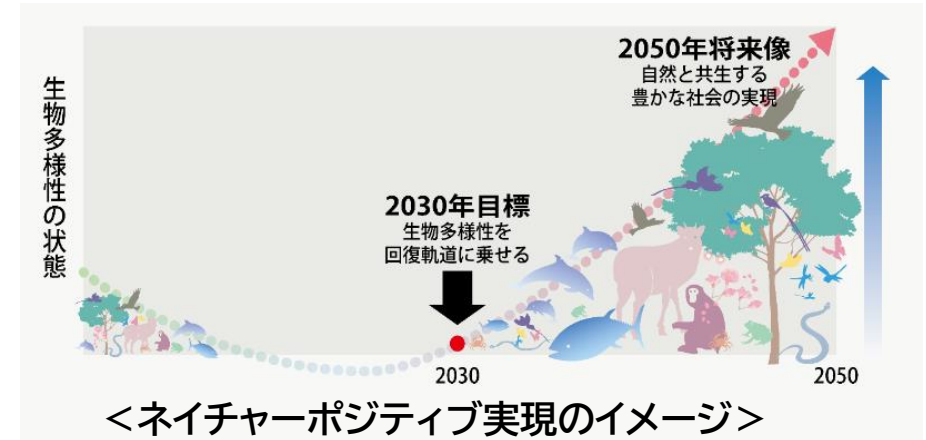 2050年将来像
自然と共生する
豊かな社会の実現
生物多様性の状態
2030年目標
生物多様性を
回復軌道に乗せる
2030
2050
＜ネイチャーポジティブ実現のイメージ＞